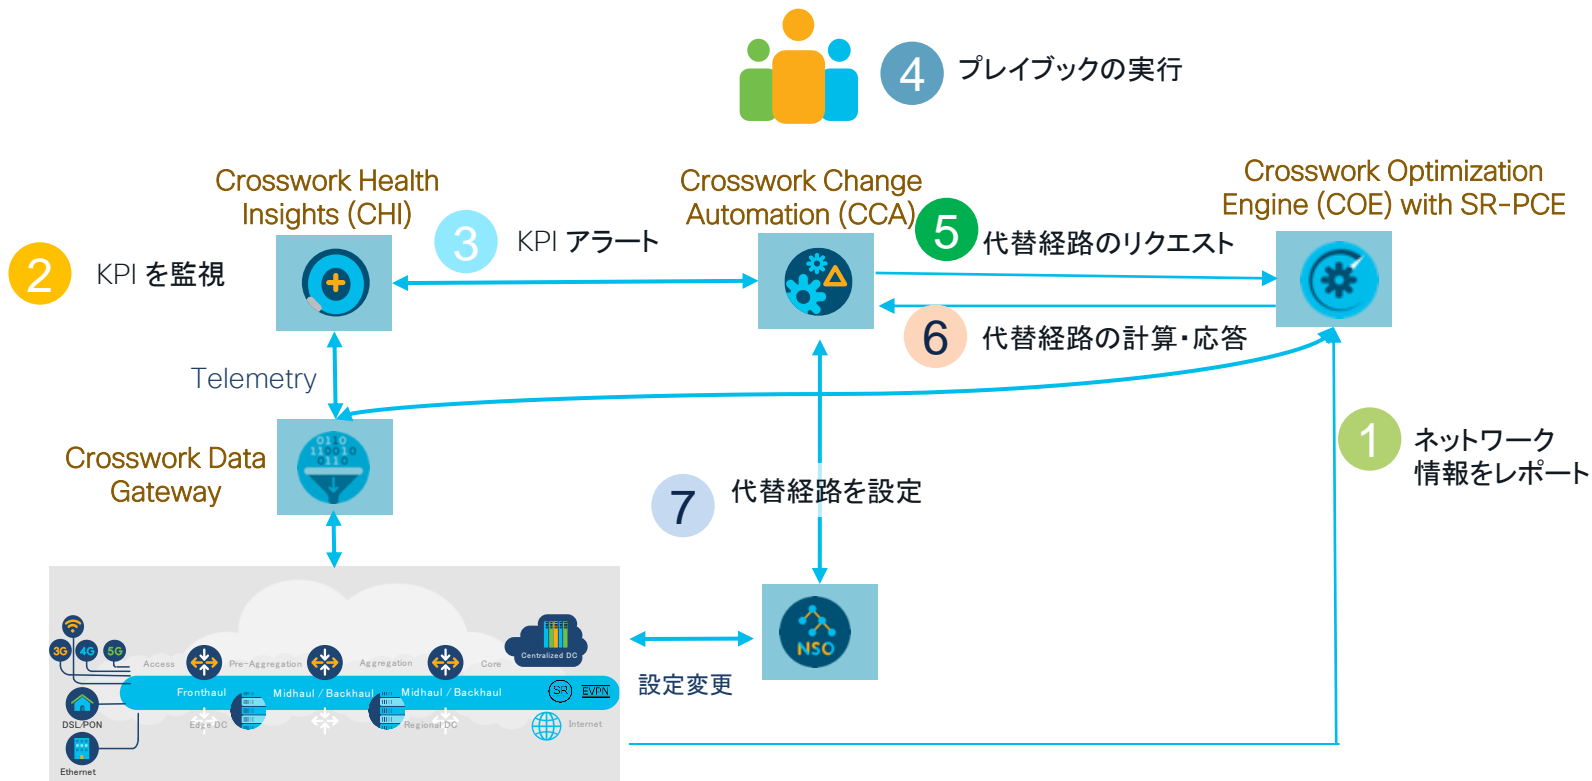 4
プレイブックの実行
Crosswork Health
Insights (CHI)
Crosswork Change
Automation (CCA)
Crosswork Optimization
Engine (COE) with SR-PCE
2
KPI を監視
3
KPI アラート
5
代替経路のリクエスト
6
代替経路の計算・応答
Telemetry
Crosswork Data
Gateway
0110
110010
0110
1
ネットワーク
情報をレポート
7
代替経路を設定
NSO
設定変更
3G
4G
5G
Access
Pre-Aggregation
Aggregation
Core
Centralized DC
Fronthaul
Midhaul / Backhaul
Midhaul / Backhaul
SR
EVPN
DSL/PON
Edge DC
Regional DC
Internet
Ethernet